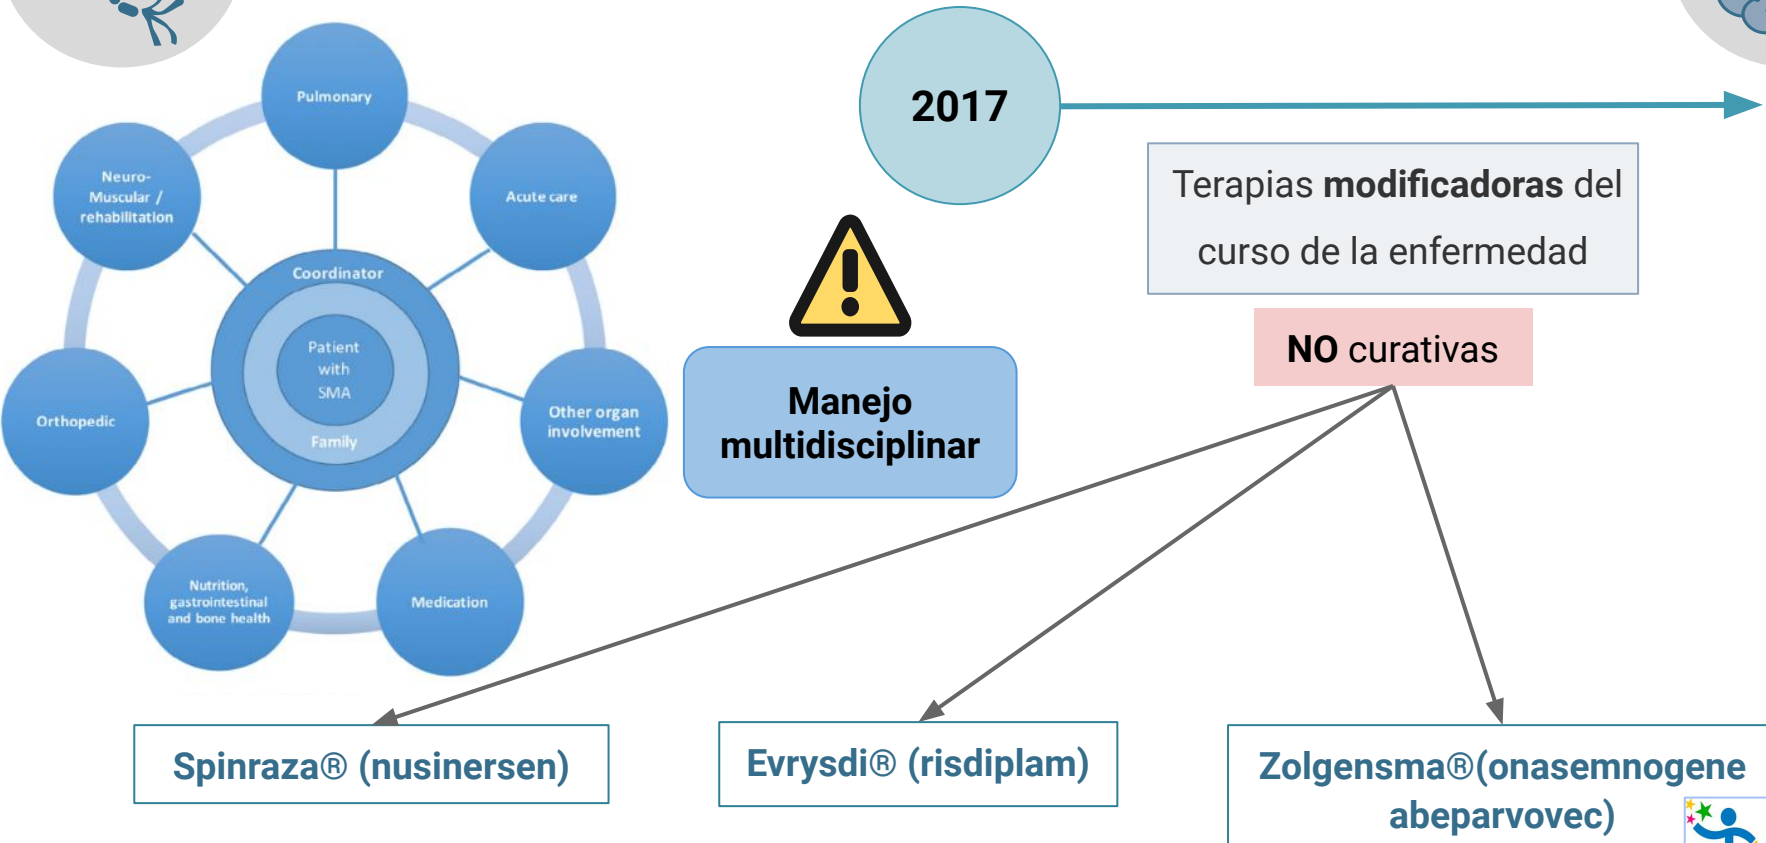 Pulmonary
Acute care
Other organ
involvement
Medication
Nutrition,
gastrointestinal
and bone health
Orthopedic
Neuro-
Muscular /
rehabilitation
Coordinator
Patient
with
SMA
Family
2017
Terapias modificadoras del
curso de la enfermedad
NO curativas
Manejo
multidisciplinar
Spinraza® (nusinersen)
Evrysdi® (risdiplam)
Zolgensma®(onasemnogene
abeparvovec)